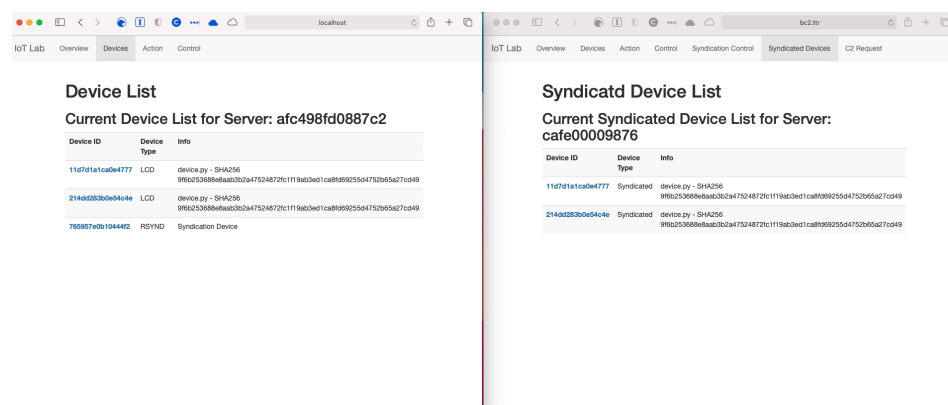 localhost
IoT Lab Overview Devices Action Control
Device List
Current Device List for Server: afc498fd0887c2
Device ID Device Type Info
11d7d1a1ca0e4777 LCD device.py - SHA256
9f6b253688e8aab3b2a47524872fc1f19ab3ed1ca8fd69255d4752b65a27cd49
214dd283b0e54c4e LCD device.py - SHA256
9f6b253688e8aab3b2a47524872fc1f19ab3ed1ca8fd69255d4752b65a27cd49
765957e0b10444f2 RSYND Syndication Device
bc2.ttr
IoT Lab Overview Devices Action Control Syndication Control Syndicated Devices C2 Request
Syndicatd Device List
Current Syndicated Device List for Server:
cafe00009876
Device ID Device Type Info
11d7d1a1ca0e4777 Syndicated device.py - SHA256
9f6b253688e8aab3b2a47524872fc1f19ab3ed1ca8fd69255d4752b65a27cd49
214dd283b0e54c4e Syndicated device.py - SHA256
9f6b253688e8aab3b2a47524872fc1f19ab3ed1ca8fd69255d4752b65a27cd49